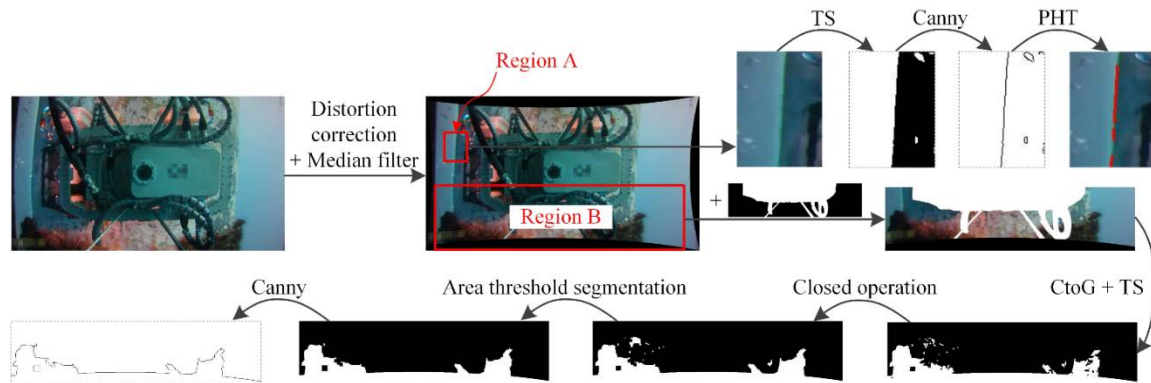 TS
Canny
PHT
Region A
Distortion
correction
+ Median filter
+
Region B
Canny
Area threshold segmentation
Closed operation
CtoG + TS